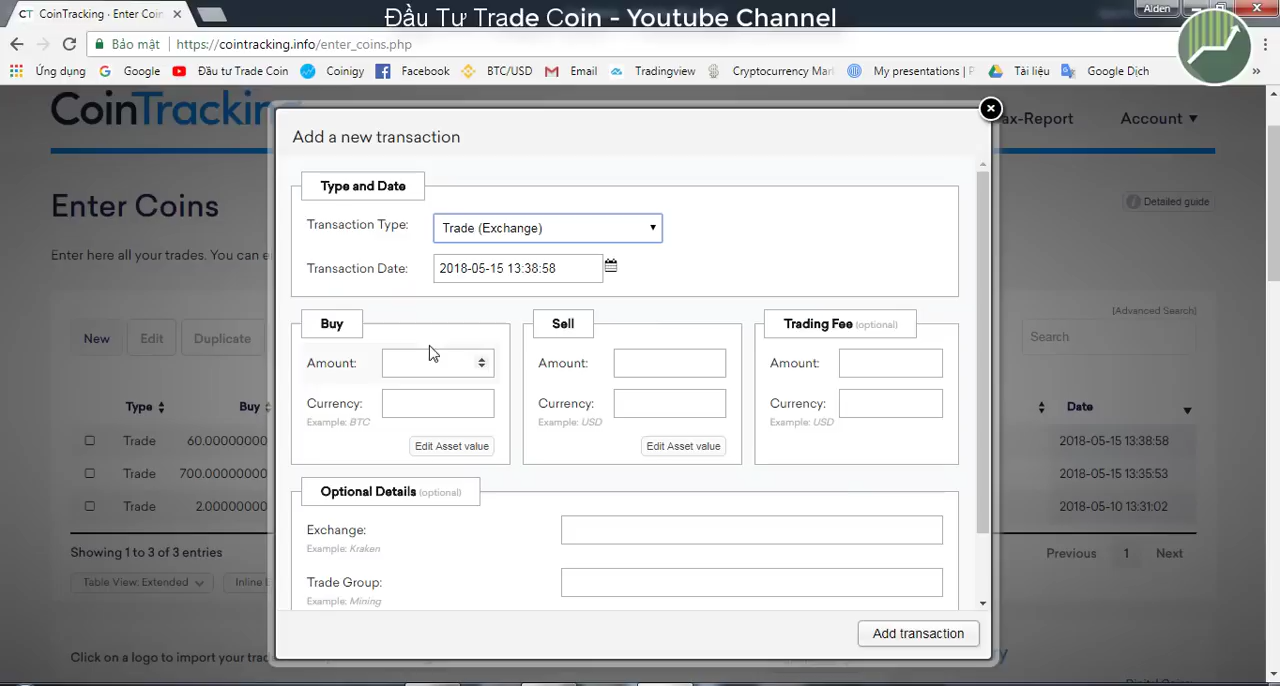 Đầu Tư Trade Coin - Youtube Channel
CT CoinTracking · Enter Coin
Aiden
Bảo mật https://cointracking.info/enter_coins.php
Ứng dụng Google Đầu tư Trade Coin Coinigy Facebook BTC/USD Email Tradingview Cryptocurrency Mar My presentations | P Tài liệu Google Dịch »
CoinTracking
ax-Report Account
Add a new transaction
Enter Coins
Detailed guide
Type and Date
Transaction Type: Trade (Exchange)
Enter here all your trades. You can e
Transaction Date: 2018-05-15 13:38:58
[Advanced Search]
New Edit Duplicate
Search
Buy Sell Trading Fee (optional)
Amount: Amount: Amount:
Currency: Currency: Currency:
Example: BTC Example: USD Example: USD
Edit Asset value Edit Asset value
Type Buy Date
Trade 60.00000000 2018-05-15 13:38:58
Trade 700.00000000 2018-05-15 13:35:53
Trade 2.00000000 2018-05-10 13:31:02
Optional Details (optional)
Exchange:
Example: Kraken
Trade Group:
Example: Mining
Showing 1 to 3 of 3 entries Previous 1 Next
Table View: Extended Inline E
Add transaction
Click on a logo to import your trad